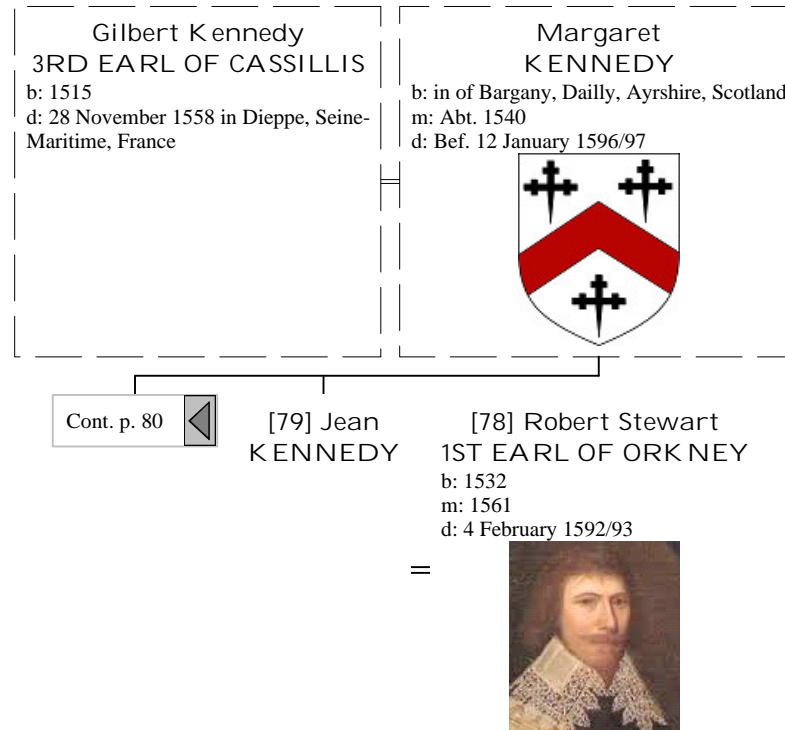 Gilbert Kennedy
3RD EARL OF CASSILLIS
b: 1515
d: 28 November 1558 in Dieppe, Seine-
Maritime, France
Margaret
KENNEDY
b: in of Bargany, Dailly, Ayrshire, Scotland
m: Abt. 1540
d: Bef. 12 January 1596/97
Cont. p. 80
[79] Jean
KENNEDY
[78] Robert Stewart
1ST EARL OF ORKNEY
b: 1532
m: 1561
d: 4 February 1592/93